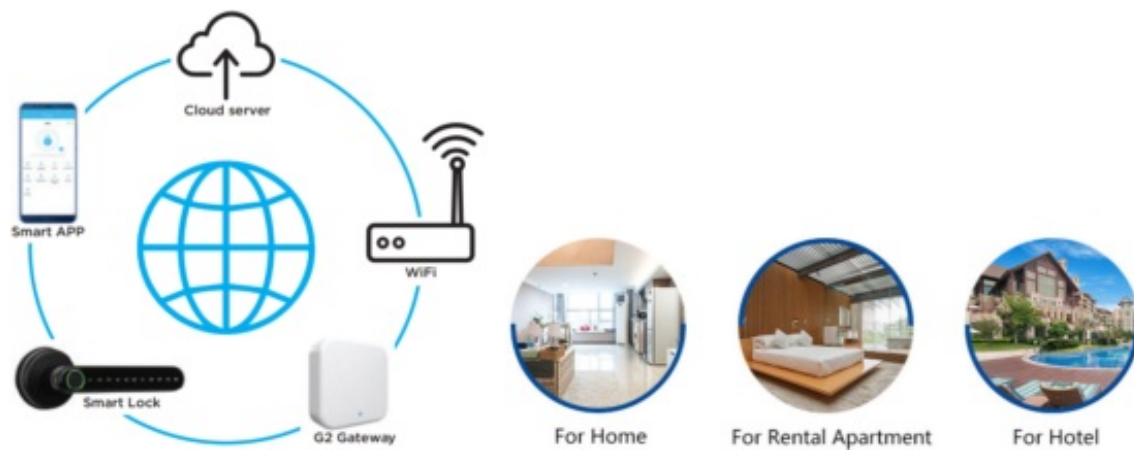 Cloud server
Smart APP
WiFi
Smart Lock
G2 Gateway
For Home
For Rental Apartment
For Hotel